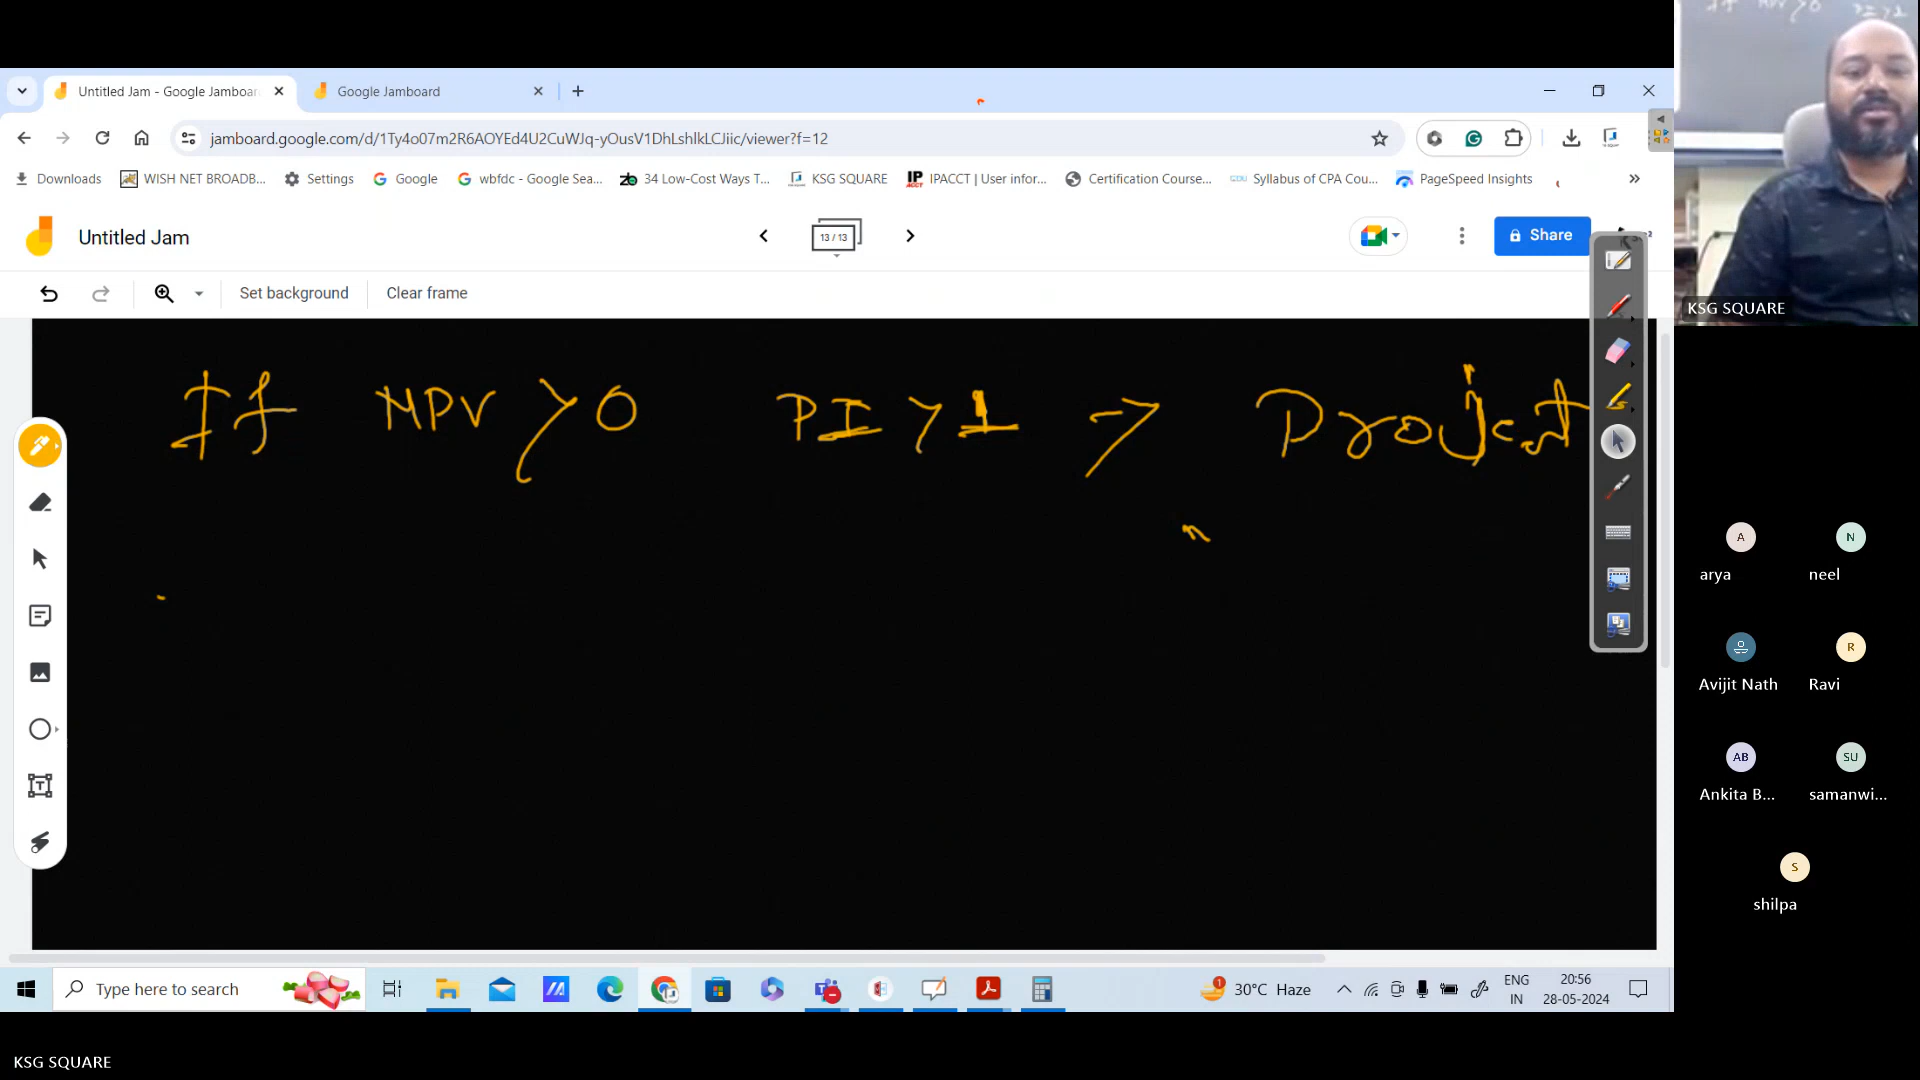 Untitled Jam - Google Jamboar
Google Jamboard
jamboard.google.com/d/1Ty4o07m2R6AOYEd4U2CuWJq-yOusV1DhLshlkLCJiic/viewer?f=12
Downloads WISH NET BROADB... Settings Google wbfdc - Google Sea... 34 Low-Cost Ways T... KSG SQUARE IPACCT | User infor... Certification Course... Syllabus of CPA Cou... PageSpeed Insights
Untitled Jam
13 / 13
Share
Set background Clear frame
If NPV > 0 PI > 1 → Project
KSG SQUARE
A N
arya neel
R
Avijit Nath Ravi
AB SU
Ankita B... samanwi...
S
shilpa
Type here to search
30°C Haze
ENG
IN
20:56
28-05-2024
KSG SQUARE